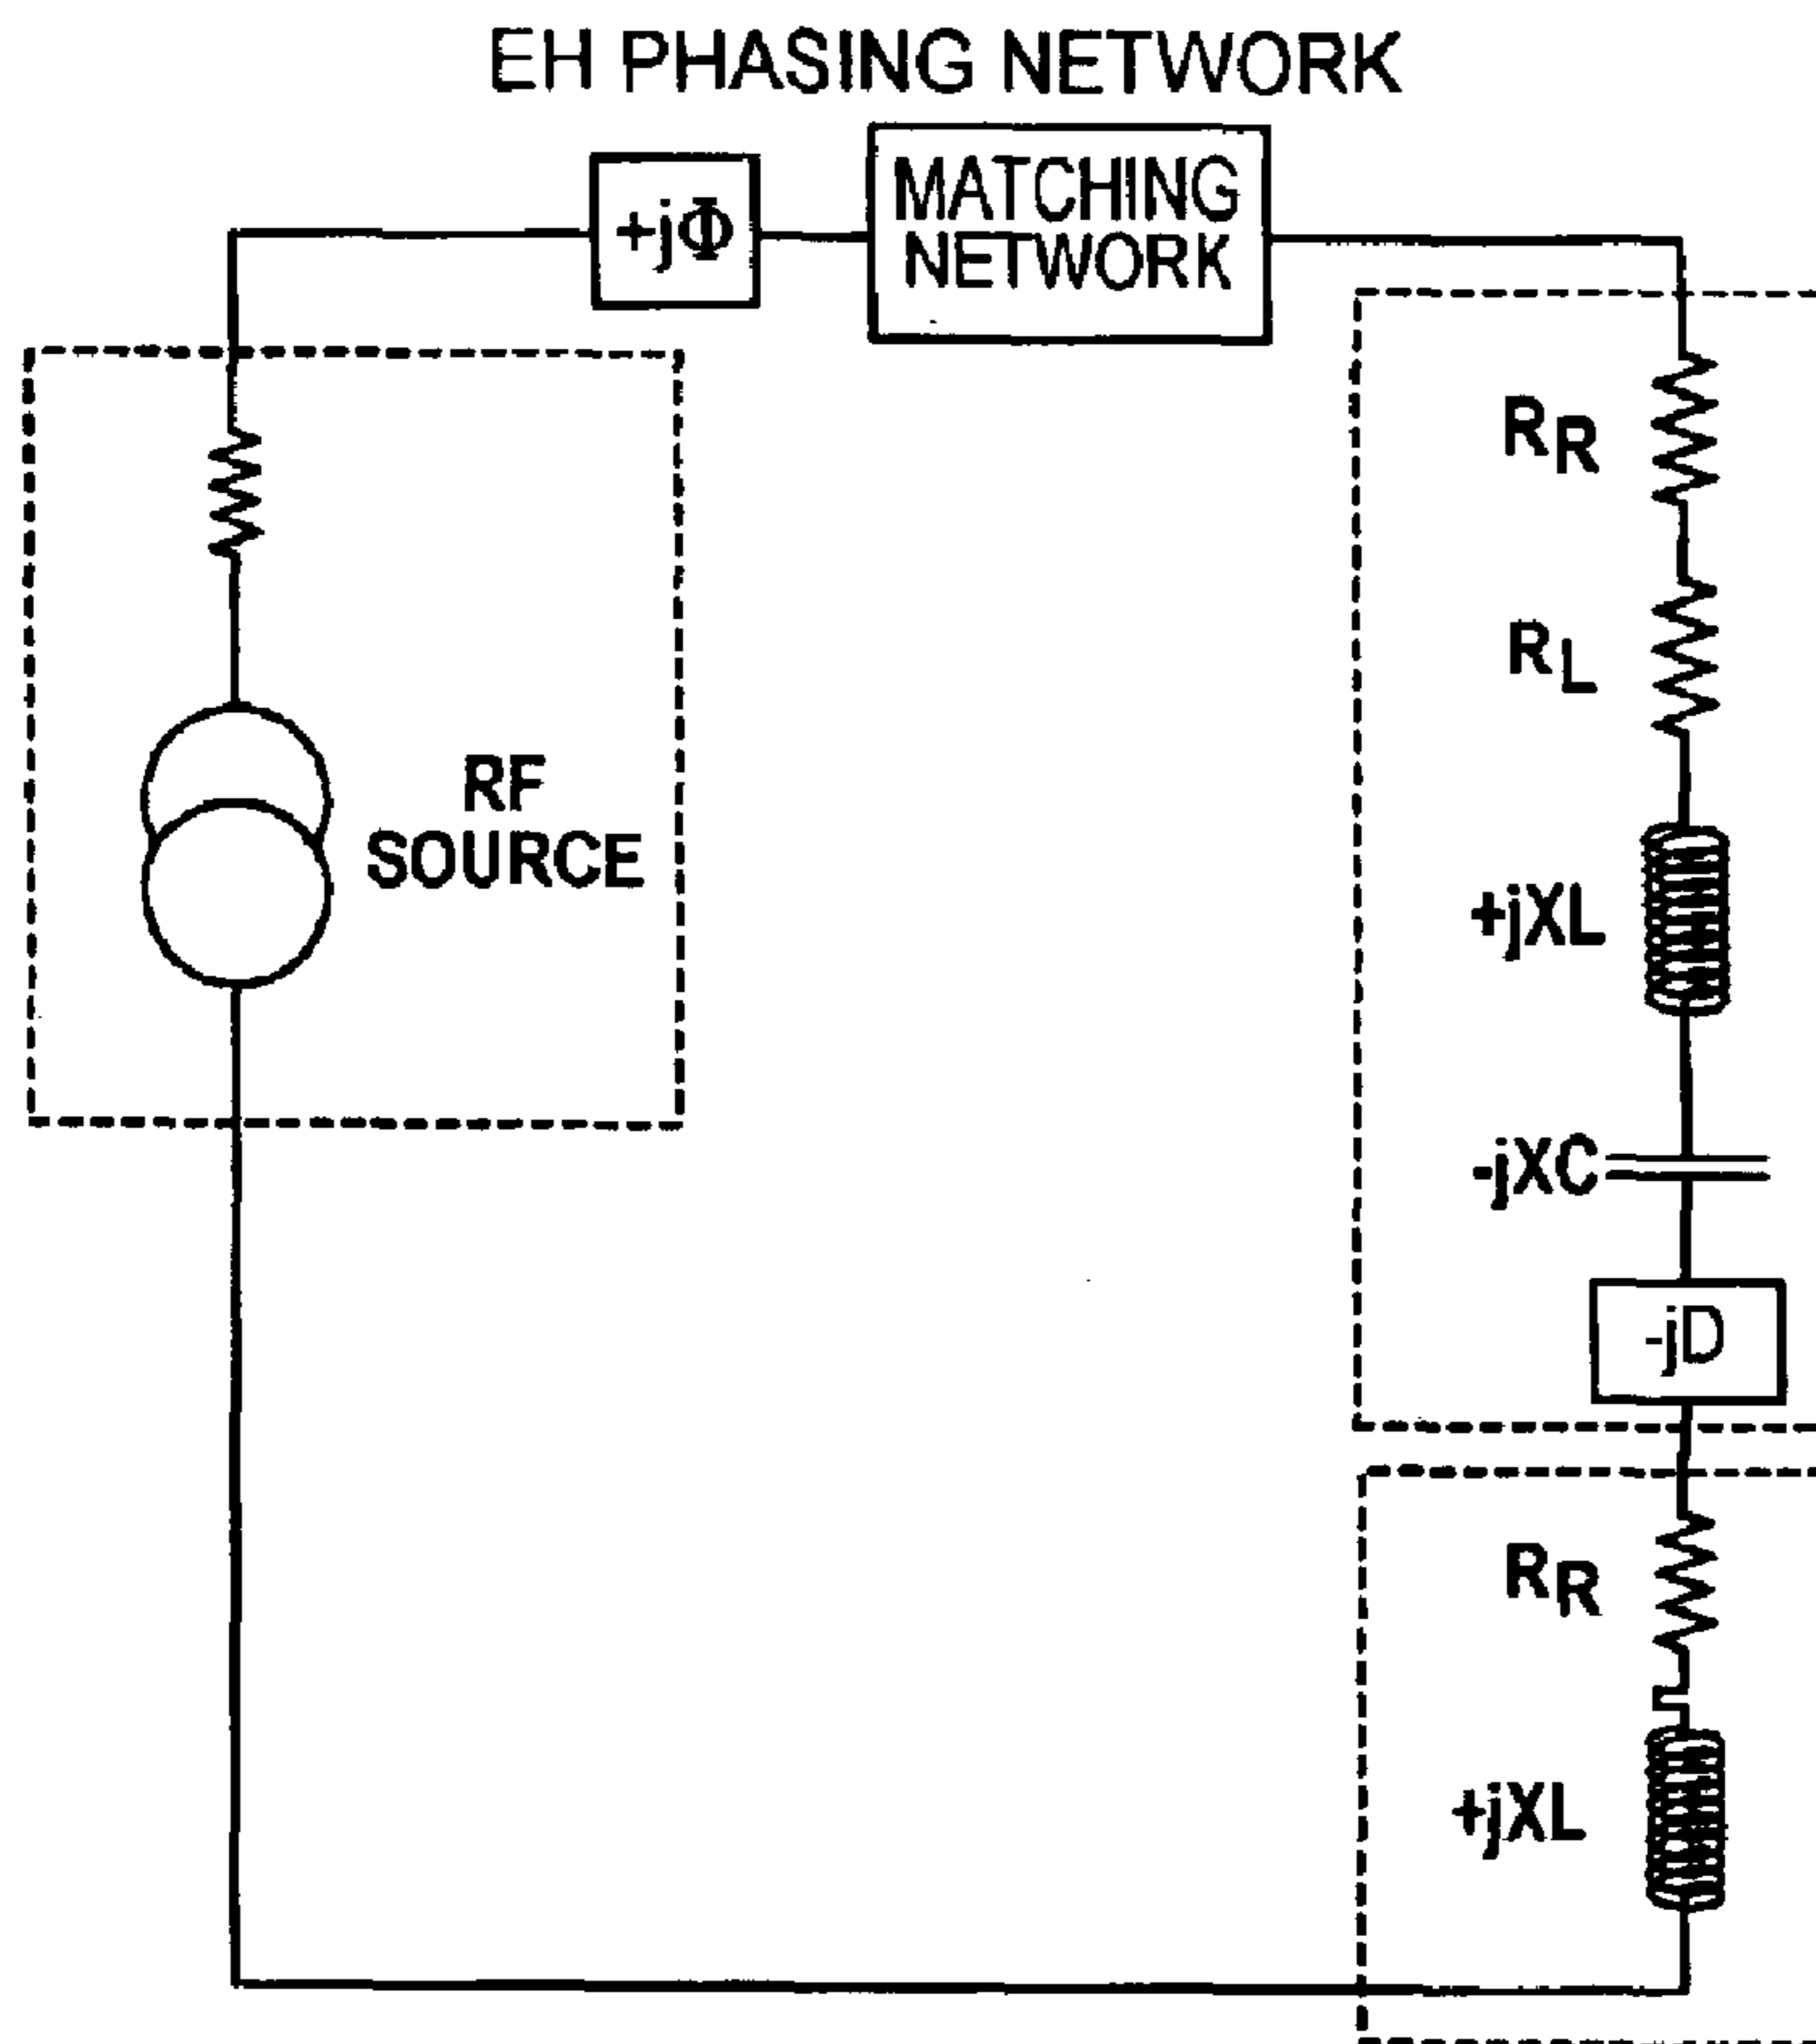 EH PHASING NETWORK
+jΦ
MATCHING
NETWORK
RF
SOURCE
RR
RL
+jXL
-jXC
-jD
RR
+jXL